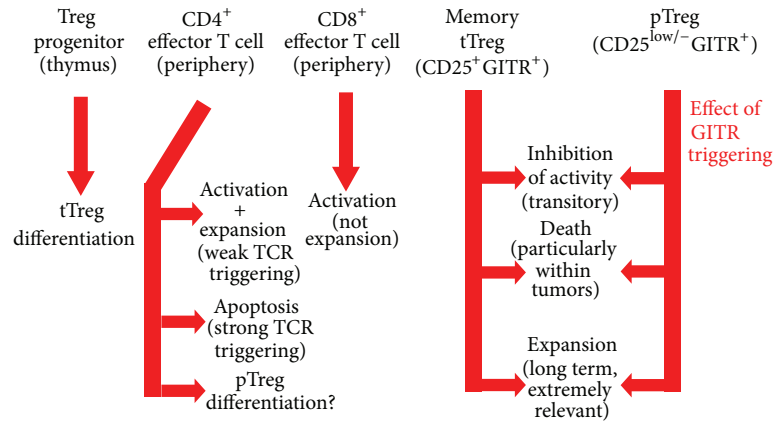 Treg
progenitor
(thymus)
CD4⁺
effector T cell
(periphery)
CD8⁺
effector T cell
(periphery)
Memory
tTreg
(CD25⁺GITR⁺)
pTreg
(CD25^low/−GITR⁺)
Effect of
GITR
triggering
tTreg
differentiation
Activation
+
expansion
(weak TCR
triggering)
Apoptosis
(strong TCR
triggering)
pTreg
differentiation?
Activation
(not
expansion)
Inhibition
of activity
(transitory)
Death
(particularly
within
tumors)
Expansion
(long term,
extremely
relevant)